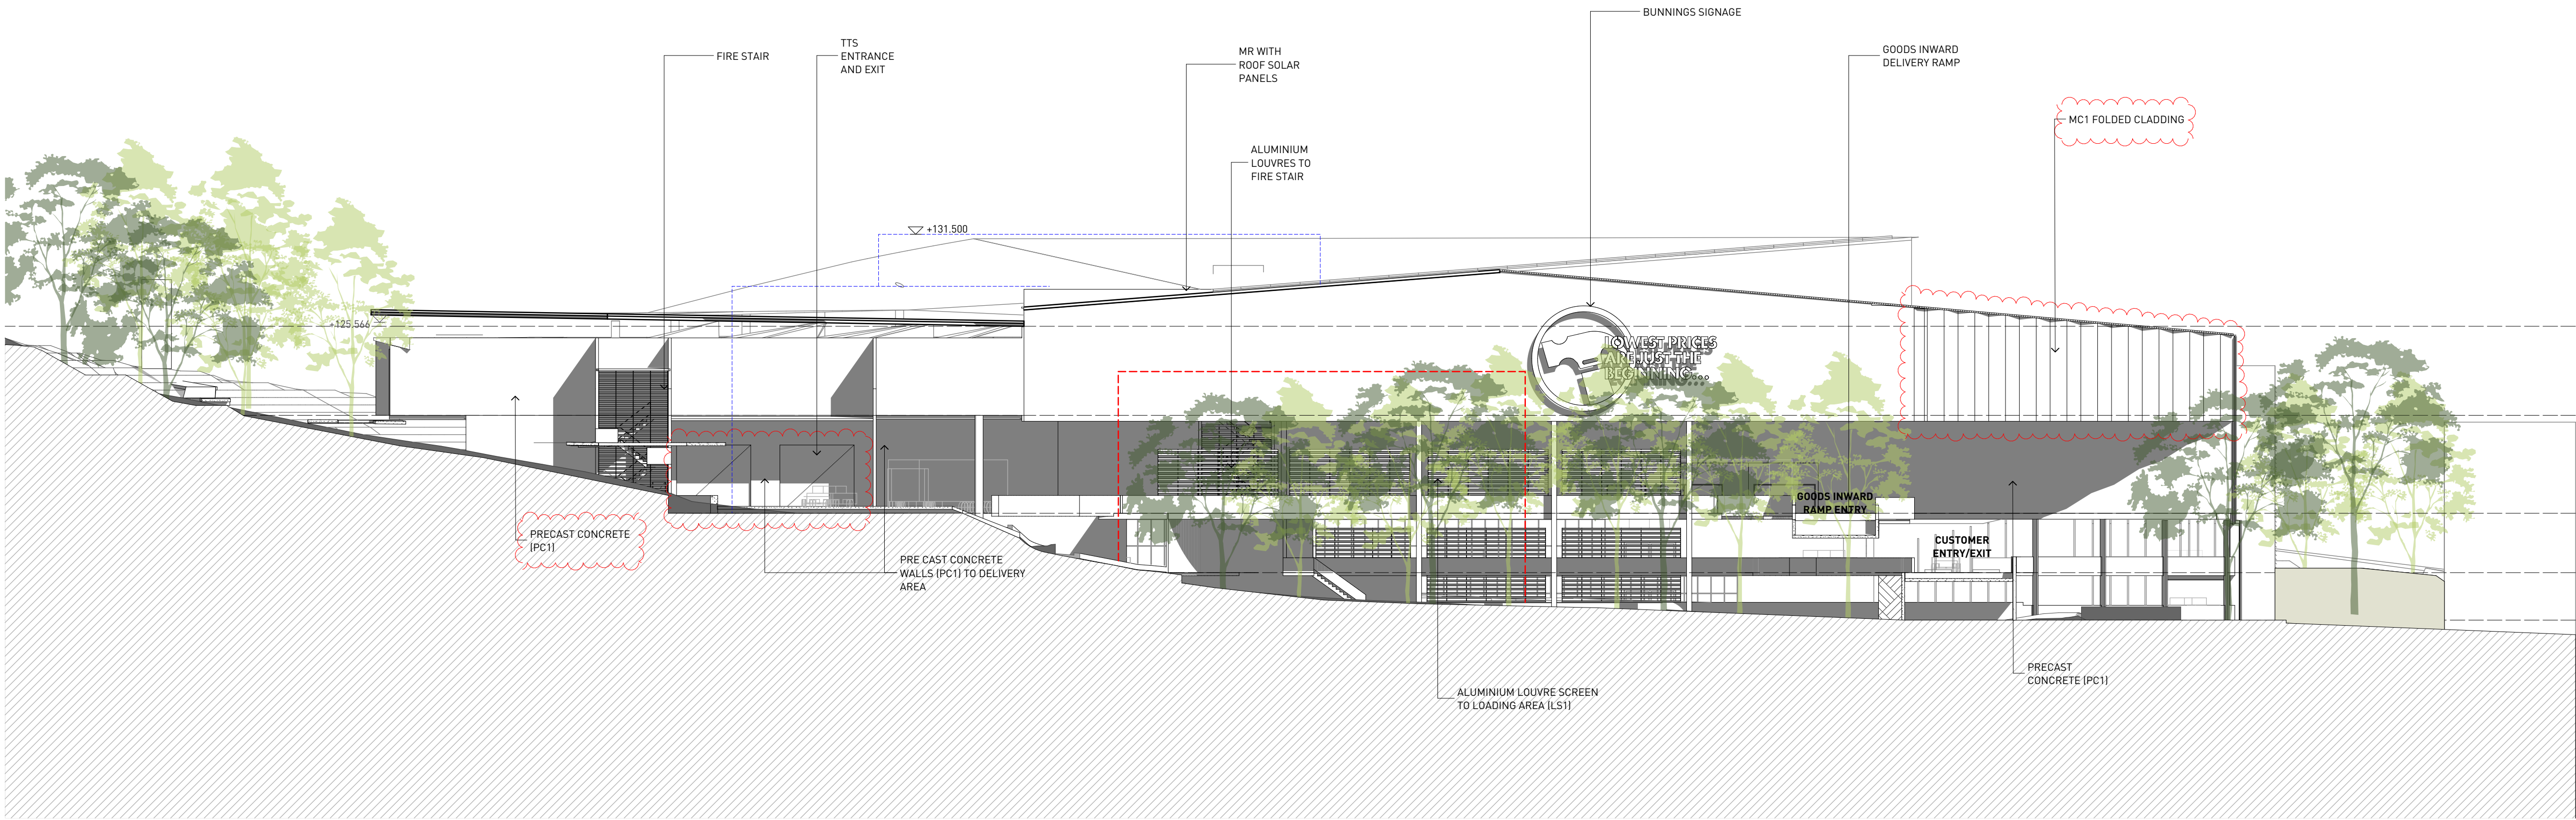 BUNNINGS SIGNAGE
FIRE STAIR
TTS
ENTRANCE
AND EXIT
MR WITH
ROOF SOLAR
PANELS
GOODS INWARD
DELIVERY RAMP
MC1 FOLDED CLADDING
ALUMINIUM
LOUVRES TO
FIRE STAIR
+131.500
+125.566
LOWEST PRICES
ARE JUST THE
BEGINNING...
GOODS INWARD
RAMP ENTRY
CUSTOMER
ENTRY/EXIT
PRECAST CONCRETE
(PC1)
PRE CAST CONCRETE
WALLS (PC1) TO DELIVERY
AREA
ALUMINIUM LOUVRE SCREEN
TO LOADING AREA (LS1)
PRECAST
CONCRETE (PC1)